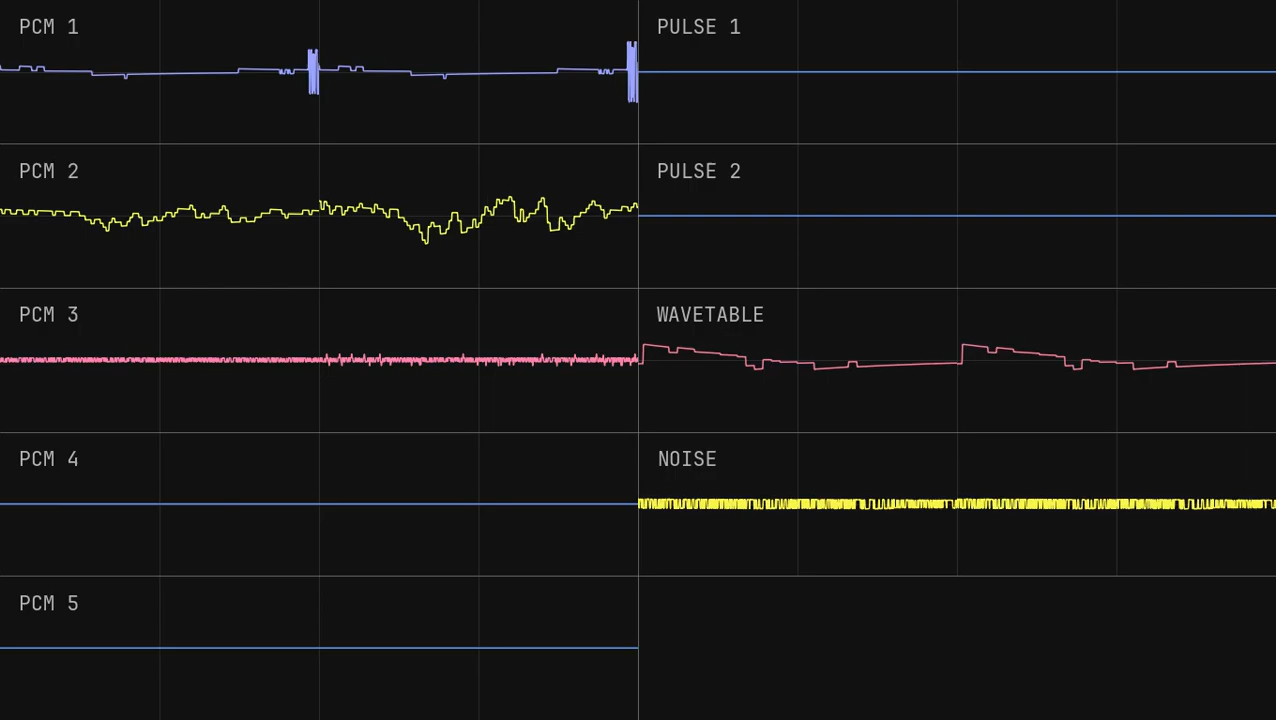 PCM 1
PULSE 1
PCM 2
PULSE 2
PCM 3
WAVETABLE
PCM 4
NOISE
PCM 5